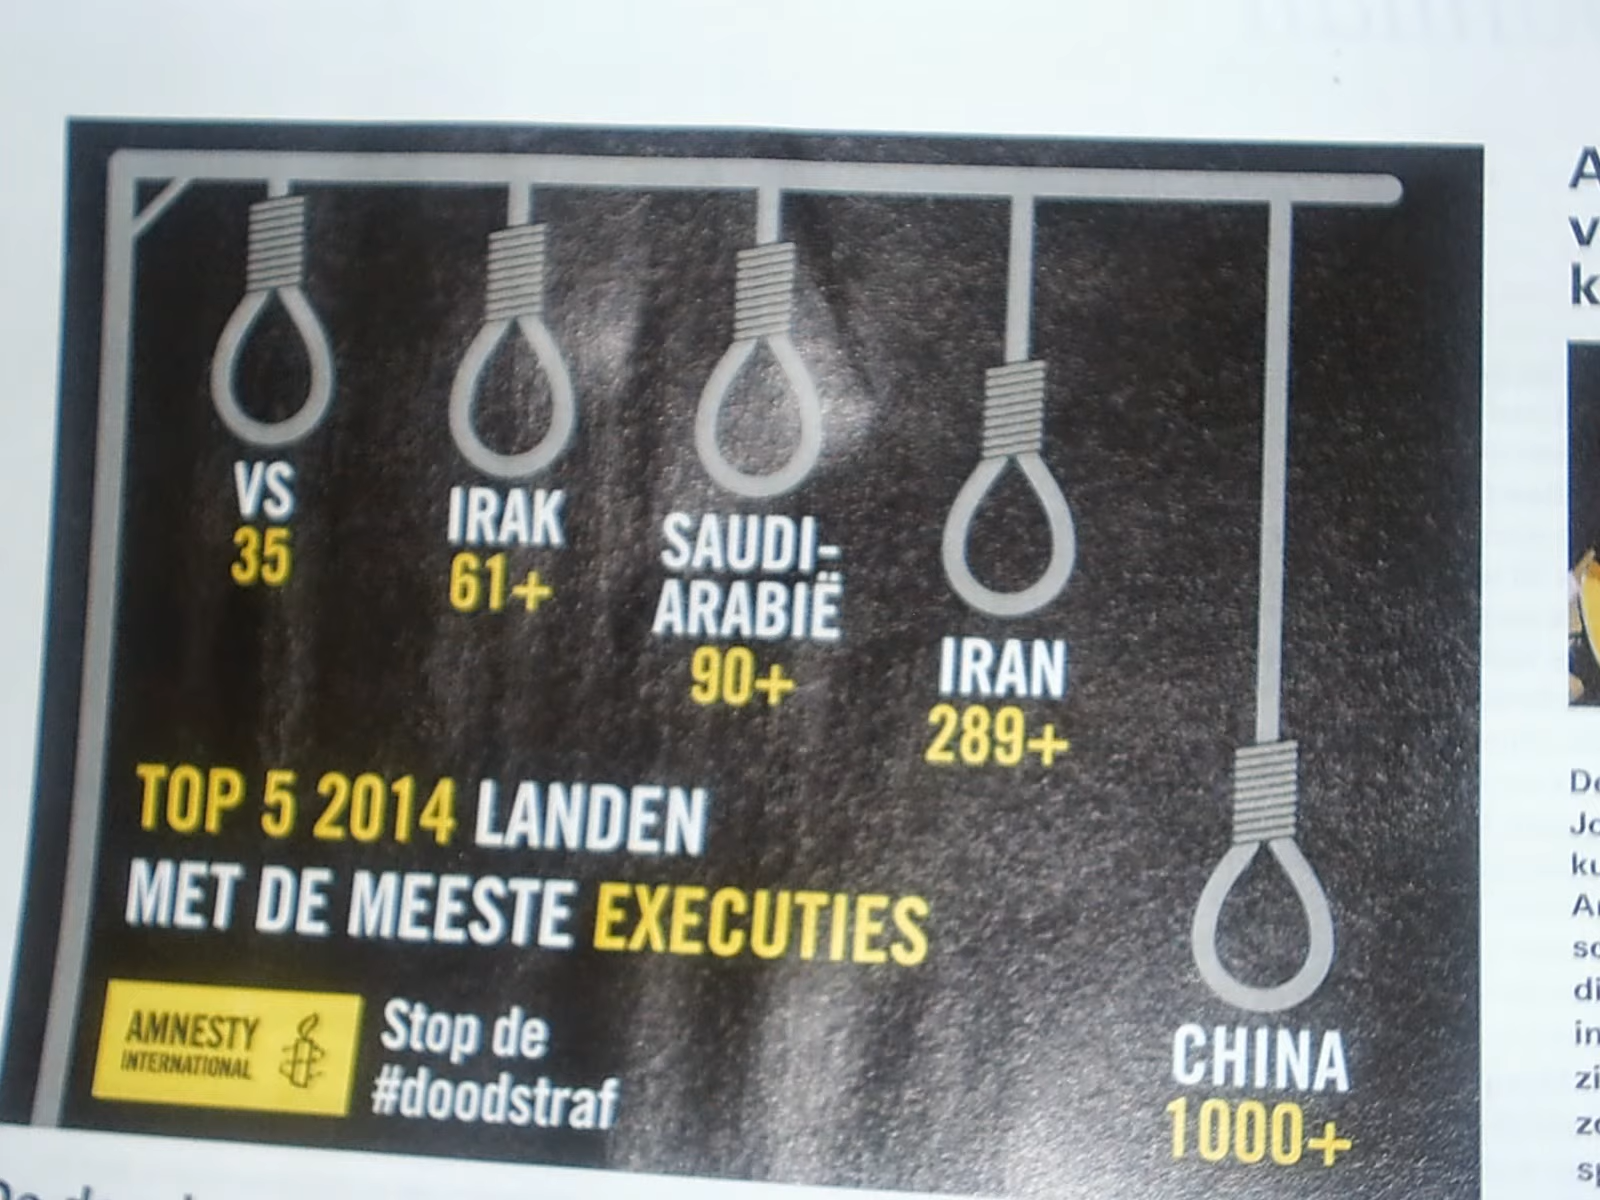 VS
35
IRAK
61+
SAUDI-
ARABIË
90+
IRAN
289+
CHINA
1000+
TOP 5 2014 LANDEN
MET DE MEESTE EXECUTIES
AMNESTY
INTERNATIONAL
Stop de
#doodstraf